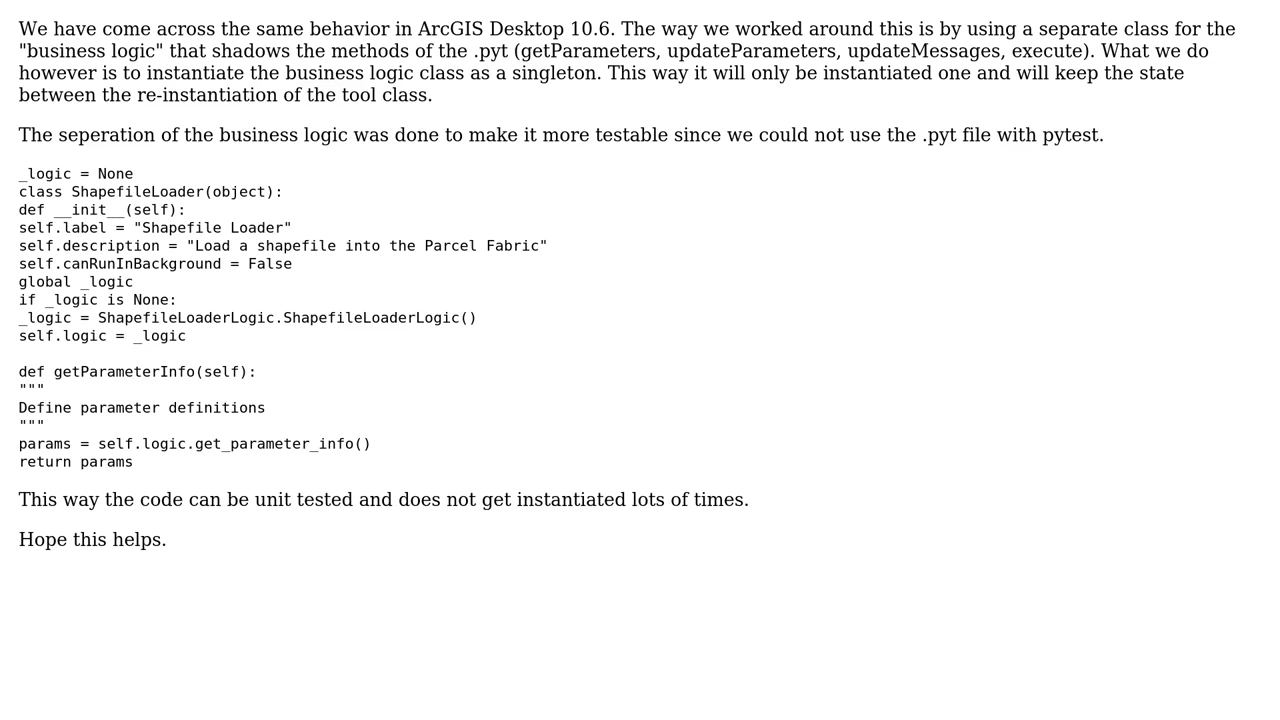 We have come across the same behavior in ArcGIS Desktop 10.6. The way we worked around this is by using a separate class for the
"business logic" that shadows the methods of the .pyt (getParameters, updateParameters, updateMessages, execute). What we do
however is to instantiate the business logic class as a singleton. This way it will only be instantiated one and will keep the state
between the re-instantiation of the tool class.
The seperation of the business logic was done to make it more testable since we could not use the .pyt file with pytest.
_logic = None
class ShapefileLoader(object):
def __init__(self):
self.label = "Shapefile Loader"
self.description = "Load a shapefile into the Parcel Fabric"
self.canRunInBackground = False
global _logic
if _logic is None:
_logic = ShapefileLoaderLogic.ShapefileLoaderLogic()
self.logic = _logic
def getParameterInfo(self):
"""
Define parameter definitions
"""
params = self.logic.get_parameter_info()
return params
This way the code can be unit tested and does not get instantiated lots of times.
Hope this helps.